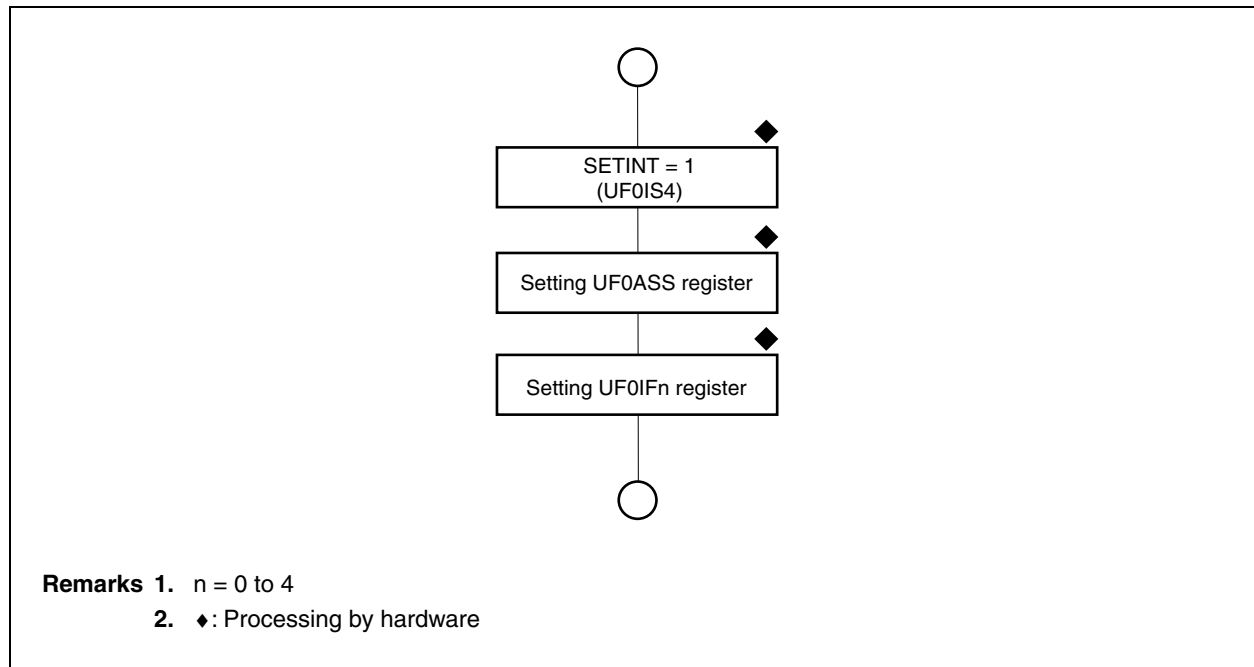 SETINT = 1
(UF0IS4)
Setting UF0ASS register
Setting UF0IFn register
Remarks 1. n = 0 to 4
2. ♦: Processing by hardware